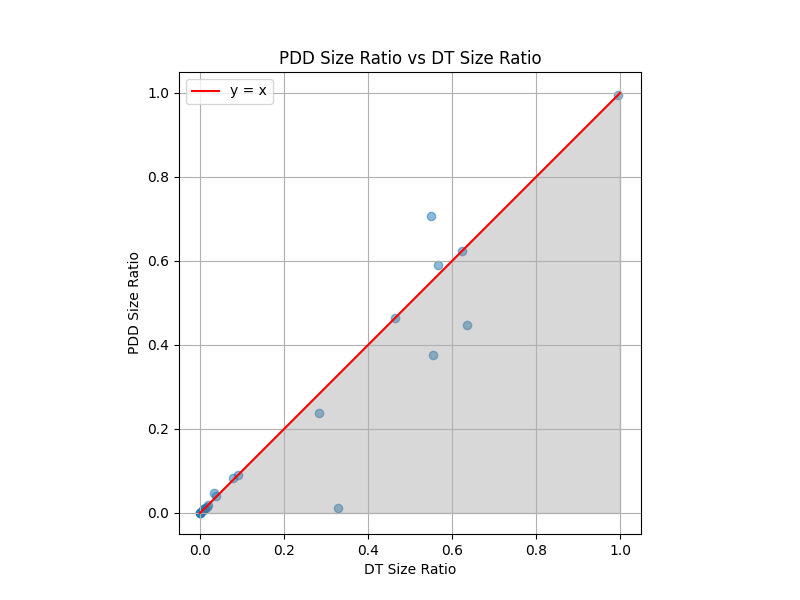 PDD Size Ratio vs DT Size Ratio
y = x
1.0
0.8
0.6
0.4
0.2
0.0
PDD Size Ratio
0.0 0.2 0.4 0.6 0.8 1.0
DT Size Ratio